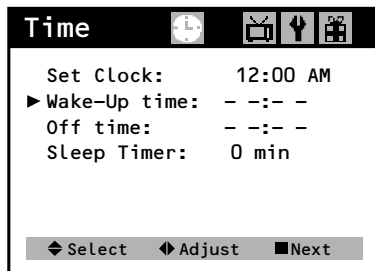 Time
Set Clock: 12:00 AM
►Wake-Up time: – –:– –
Off time: – –:– –
Sleep Timer: 0 min
Select Adjust Next